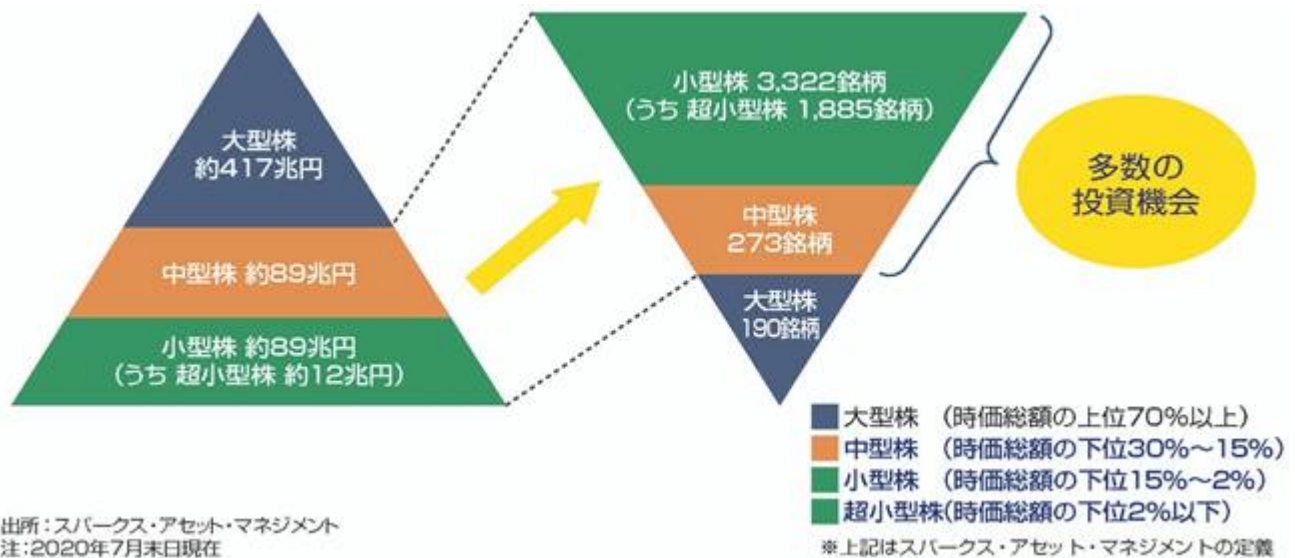 大型株
約417兆円
中型株 約89兆円
小型株 約89兆円
(うち 超小型株 約12兆円)
小型株 3,322銘柄
(うち 超小型株 1,885銘柄)
中型株
273銘柄
大型株
190銘柄
多数の
投資機会
大型株 (時価総額の上位70%以上)
中型株 (時価総額の下位30%〜15%)
小型株 (時価総額の下位15%〜2%)
超小型株(時価総額の下位2%以下)
※上記はスパークス・アセット・マネジメントの定義
出所:スパークス・アセット・マネジメント
注:2020年7月末日現在